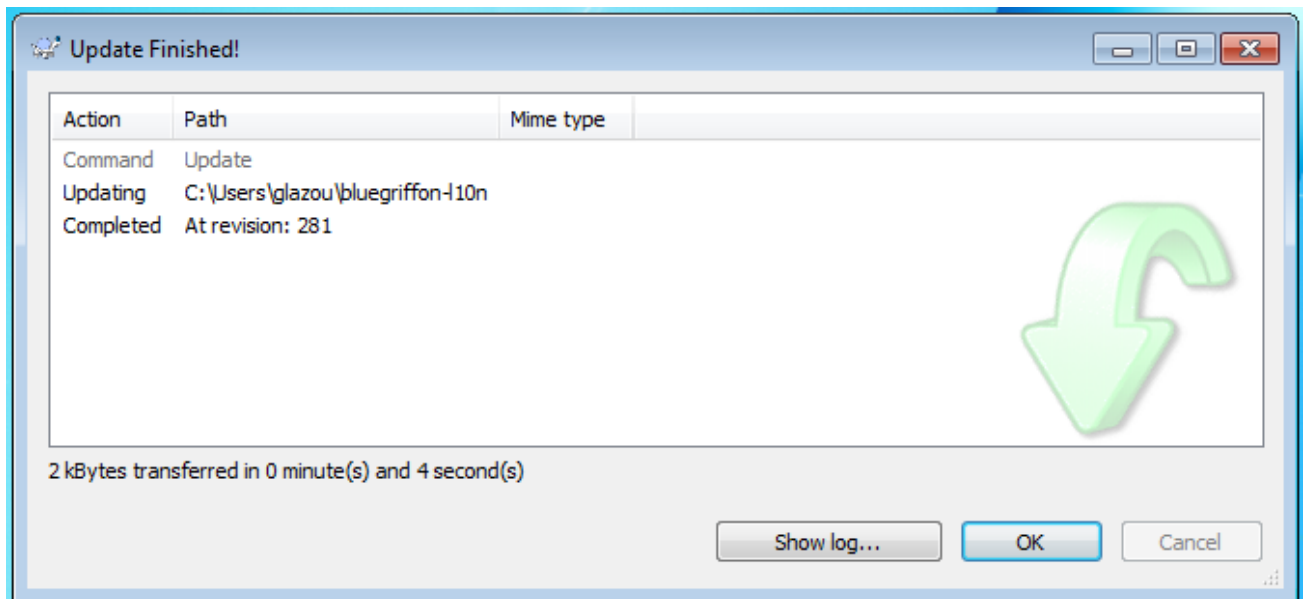 Update Finished!
Action Path Mime type
Command Update
Updating C:\Users\glazou\bluegriffon-l10n
Completed At revision: 281
2 kBytes transferred in 0 minute(s) and 4 second(s)
Show log... OK Cancel